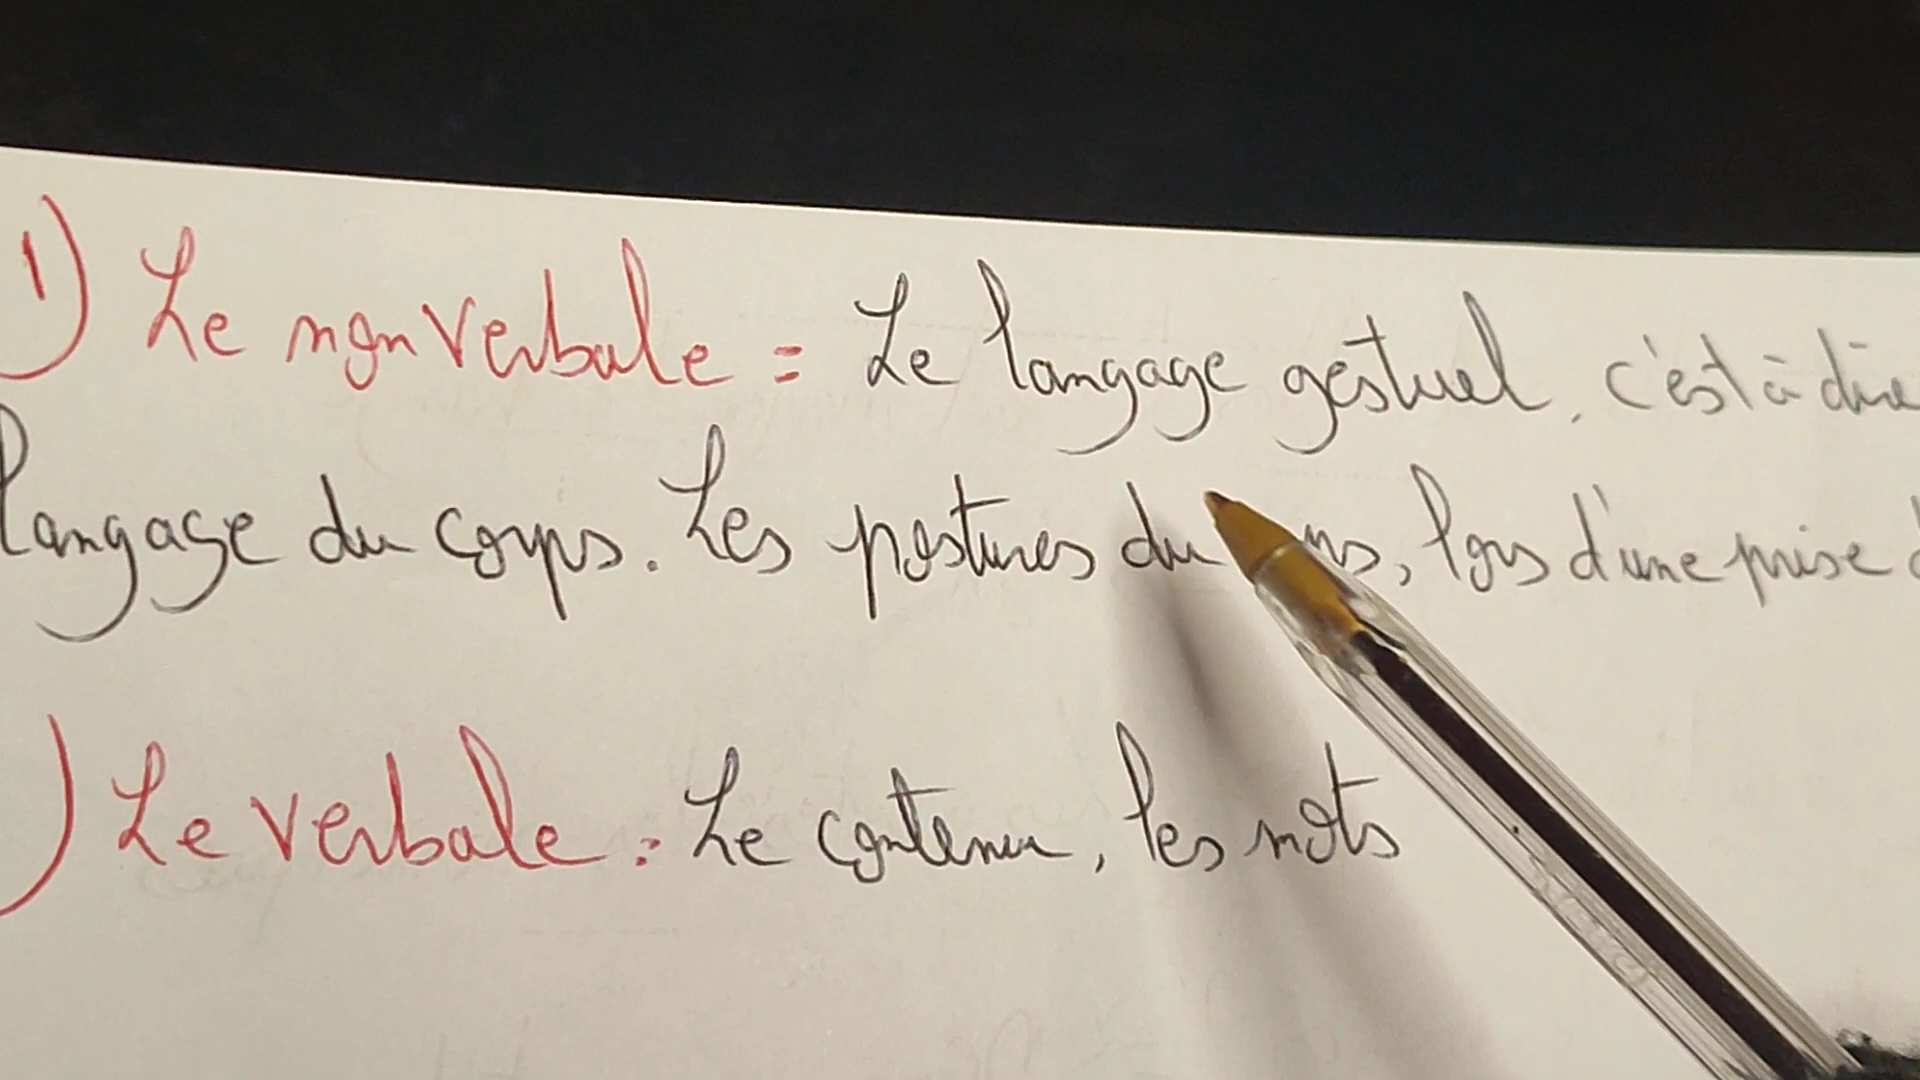 1) Le non verbale = Le langage gestuel, c'est à dire
langage du corps. Les postures du lors d'une prise
) Le verbale : Le contenu, les mots